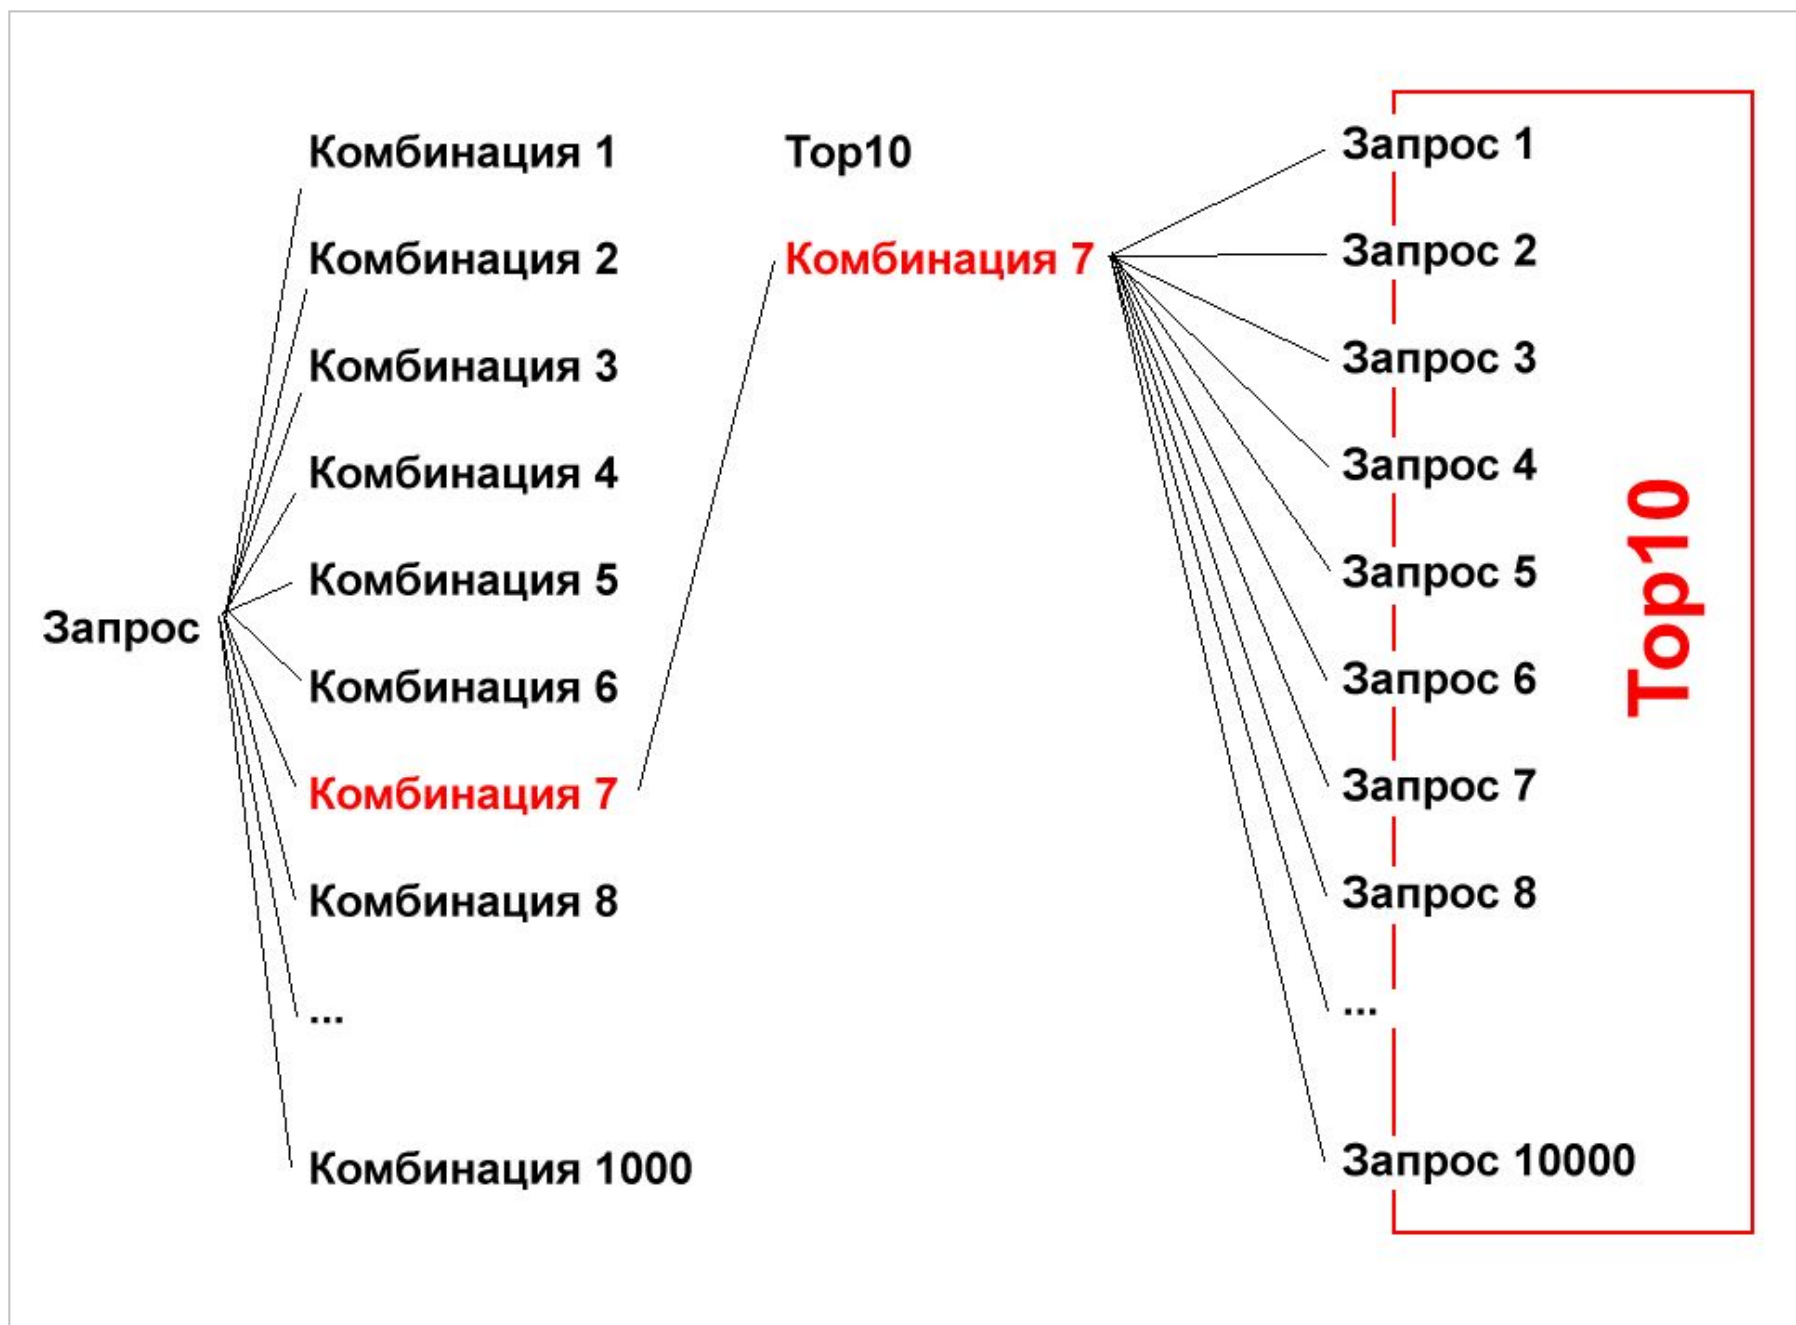 Комбинация 1
Комбинация 2
Комбинация 3
Комбинация 4
Комбинация 5
Запрос
Комбинация 6
Комбинация 7
Комбинация 8
...
Комбинация 1000
Top10
Комбинация 7
Запрос 1
Запрос 2
Запрос 3
Запрос 4
Запрос 5
Запрос 6
Запрос 7
Запрос 8
...
Запрос 10000
Top10